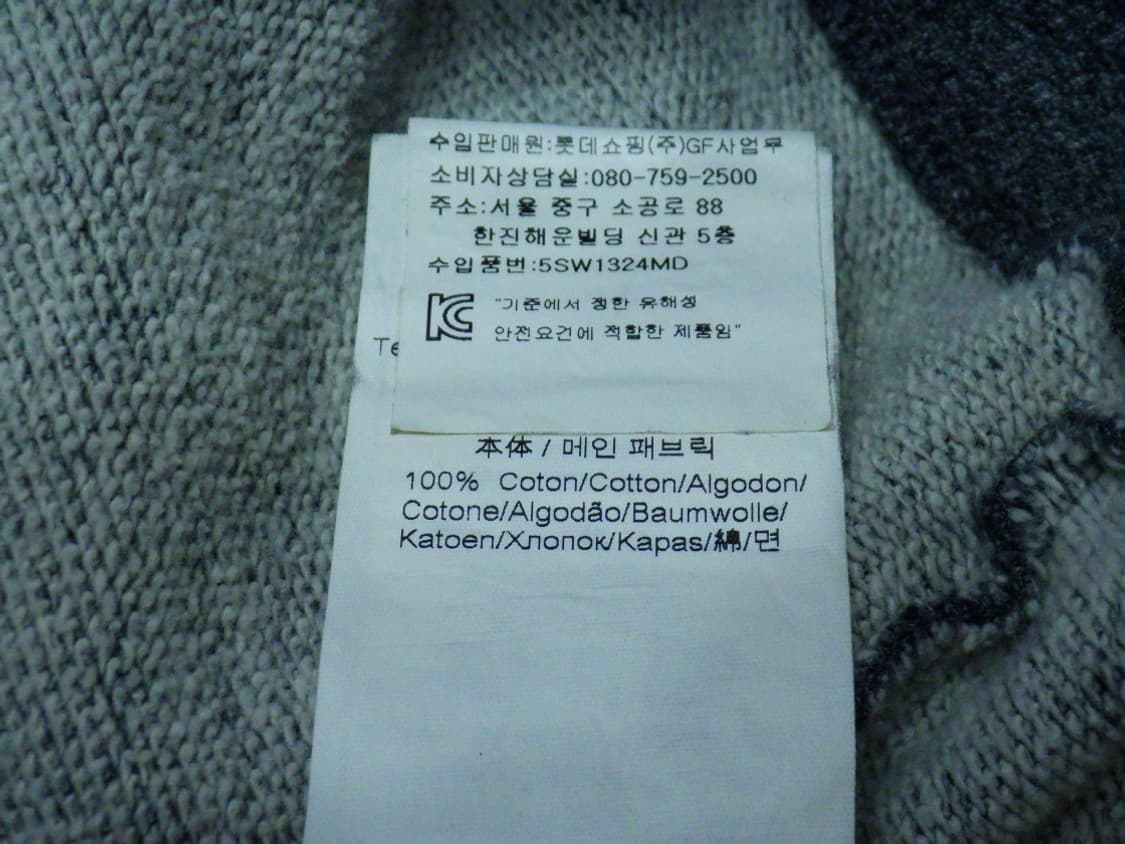 수입판매원:롯데쇼핑(주)GF사업부
소비자상담실:080-759-2500
주소:서울 중구 소공로 88
한진해운빌딩 신관 5층
수입품번:5SW1324MD
KC "기준에서 정한 유해성
안전요건에 적합한 제품임"
Te
本体 / 메인 패브릭
100% Coton/Cotton/Algodon/
Cotone/Algodão/Baumwolle/
Katoen/Хлопок/Kapas/綿/면